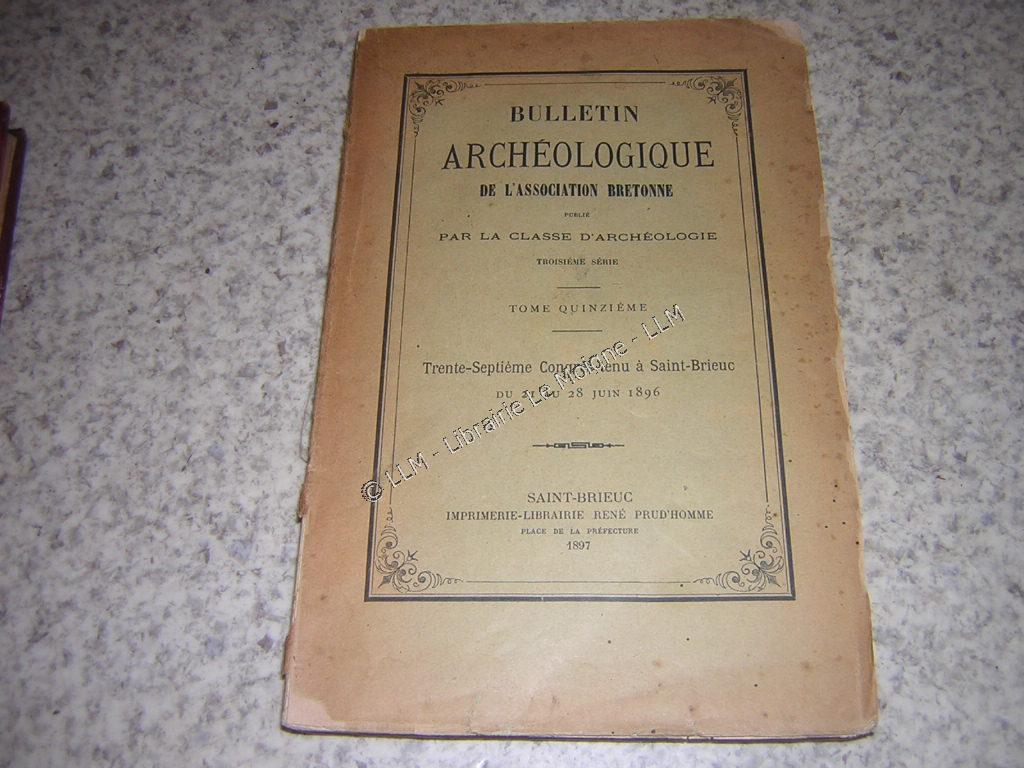 BULLETIN
ARCHÉOLOGIQUE
DE L'ASSOCIATION BRETONNE
PUBLIÉ
PAR LA CLASSE D'ARCHÉOLOGIE
TROISIÈME SÉRIE
TOME QUINZIÈME
Trente-Septième tenu à Saint-Brieuc
DU 21 AU 28 JUIN 1896
© LLM - Librairie Le Moigne - LLM
SAINT-BRIEUC
IMPRIMERIE-LIBRAIRIE RENÉ PRUD'HOMME
PLACE DE LA PRÉFECTURE
1897